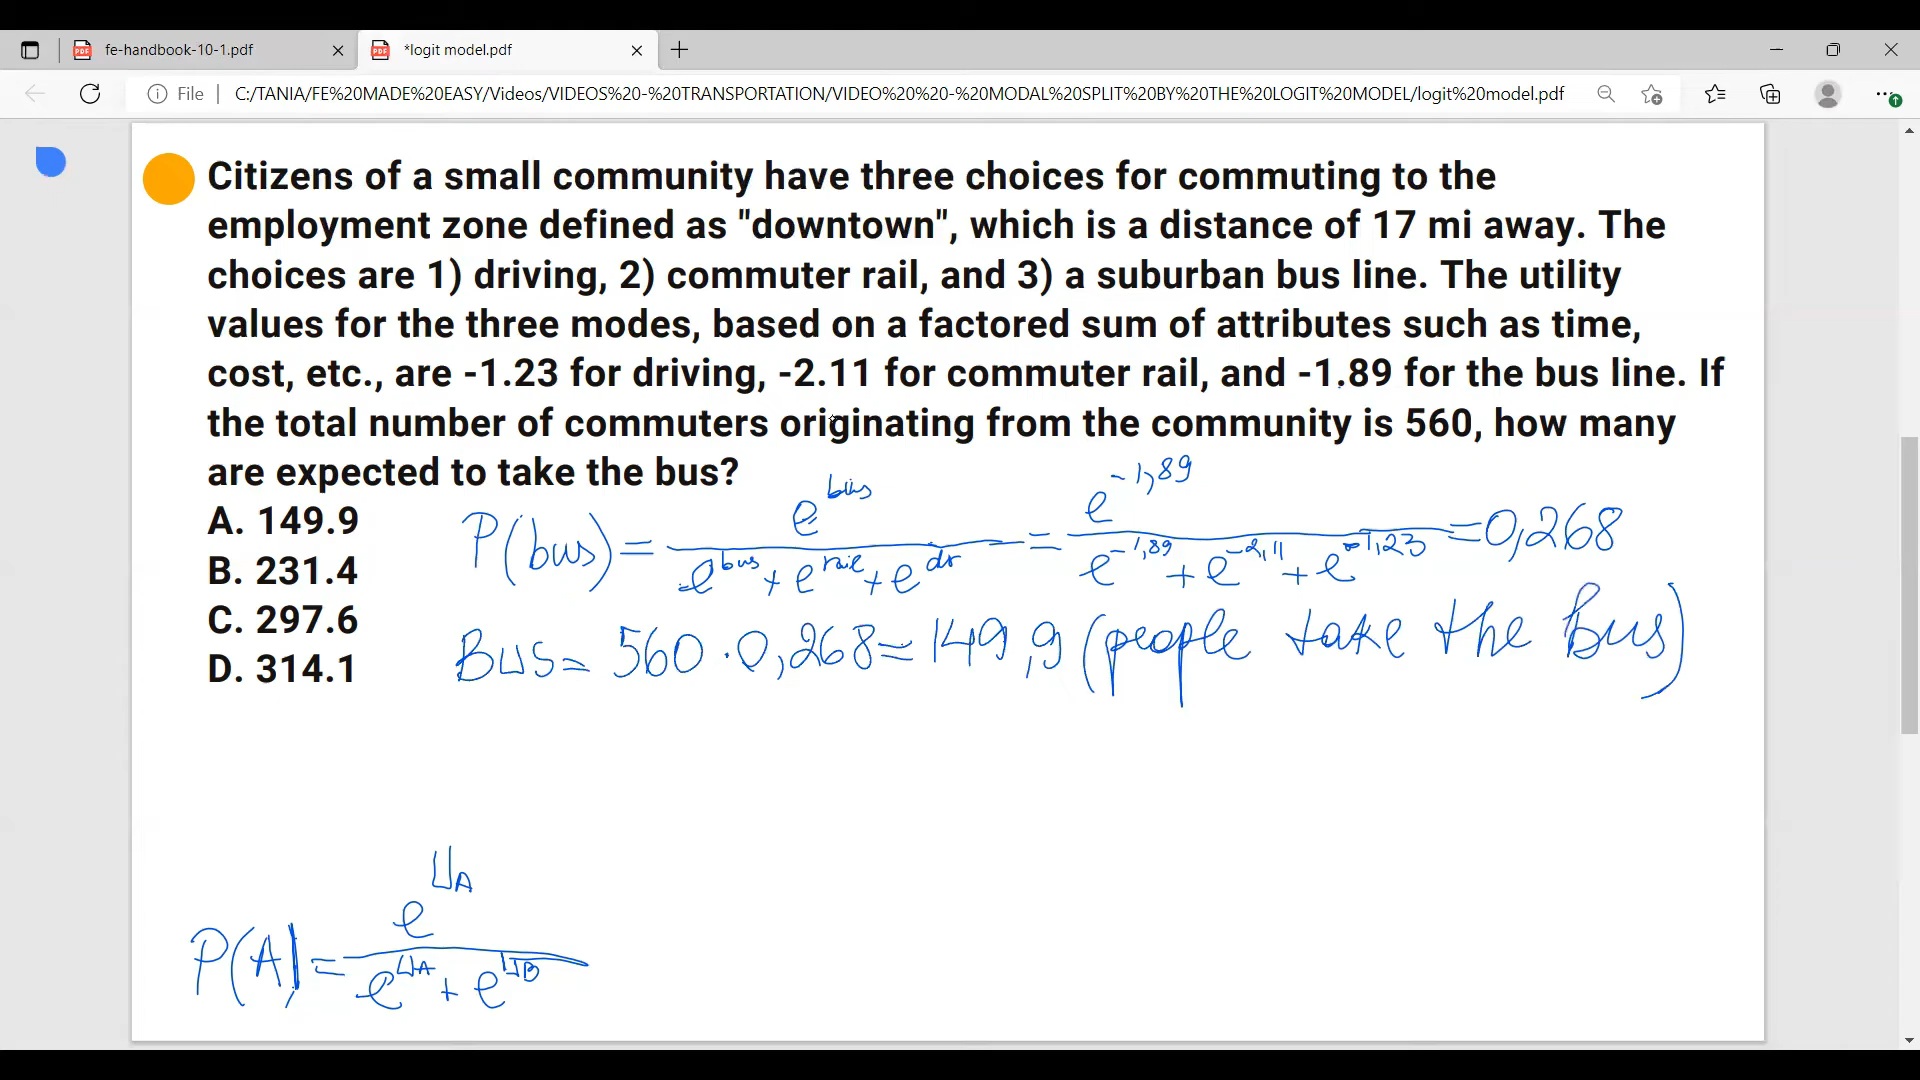 fe-handbook-10-1.pdf
*logit model.pdf
File
C:/TANIA/FE%20MADE%20EASY/Videos/VIDEOS%20-%20TRANSPORTATION/VIDEO%20%20-%20MODAL%20SPLIT%20BY%20THE%20LOGIT%20MODEL/logit%20model.pdf
Citizens of a small community have three choices for commuting to the
employment zone defined as "downtown", which is a distance of 17 mi away. The
choices are 1) driving, 2) commuter rail, and 3) a suburban bus line. The utility
values for the three modes, based on a factored sum of attributes such as time,
cost, etc., are -1.23 for driving, -2.11 for commuter rail, and -1.89 for the bus line. If
the total number of commuters originating from the community is 560, how many
are expected to take the bus?
A. 149.9
B. 231.4
C. 297.6
D. 314.1
P(bus) = e^bus / (e^bus + e^rail + e^dr) = e^-1,89 / (e^-1,89 + e^-2,11 + e^-1,23) = 0,268
Bus = 560 · 0,268 = 149,9 (people take the Bus)
P(A) = e^UA / (e^UA + e^UB)